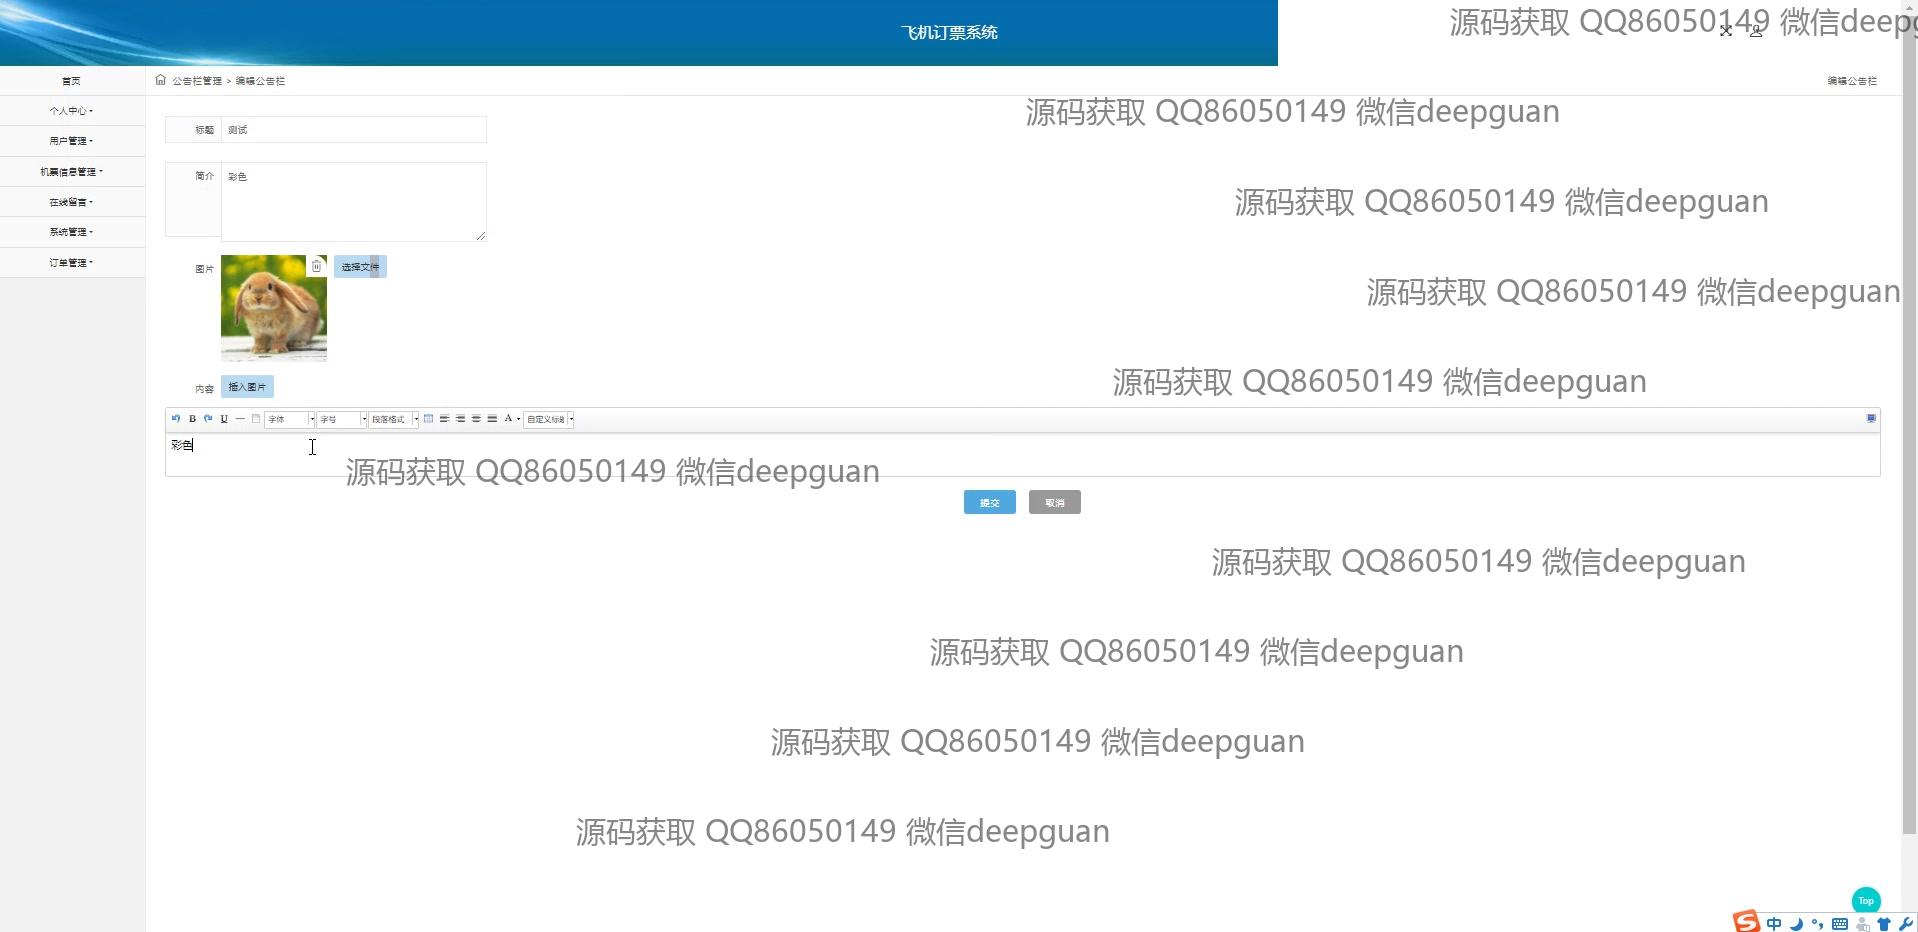 飞机订票系统
源码获取 QQ86050149 微信deepg
首页
公告栏管理 > 编辑公告栏
编辑公告栏
个人中心
源码获取 QQ86050149 微信deepguan
标题
测试
用户管理
机票信息管理
简介
彩色
在线留言
源码获取 QQ86050149 微信deepguan
系统管理
订单管理
图片
选择文件
源码获取 QQ86050149 微信deepguan
内容
插入图片
源码获取 QQ86050149 微信deepguan
B U 字体 字号 段落格式 A 自定义标题
彩色
源码获取 QQ86050149 微信deepguan
提交
取消
源码获取 QQ86050149 微信deepguan
源码获取 QQ86050149 微信deepguan
源码获取 QQ86050149 微信deepguan
源码获取 QQ86050149 微信deepguan
Top
S 中